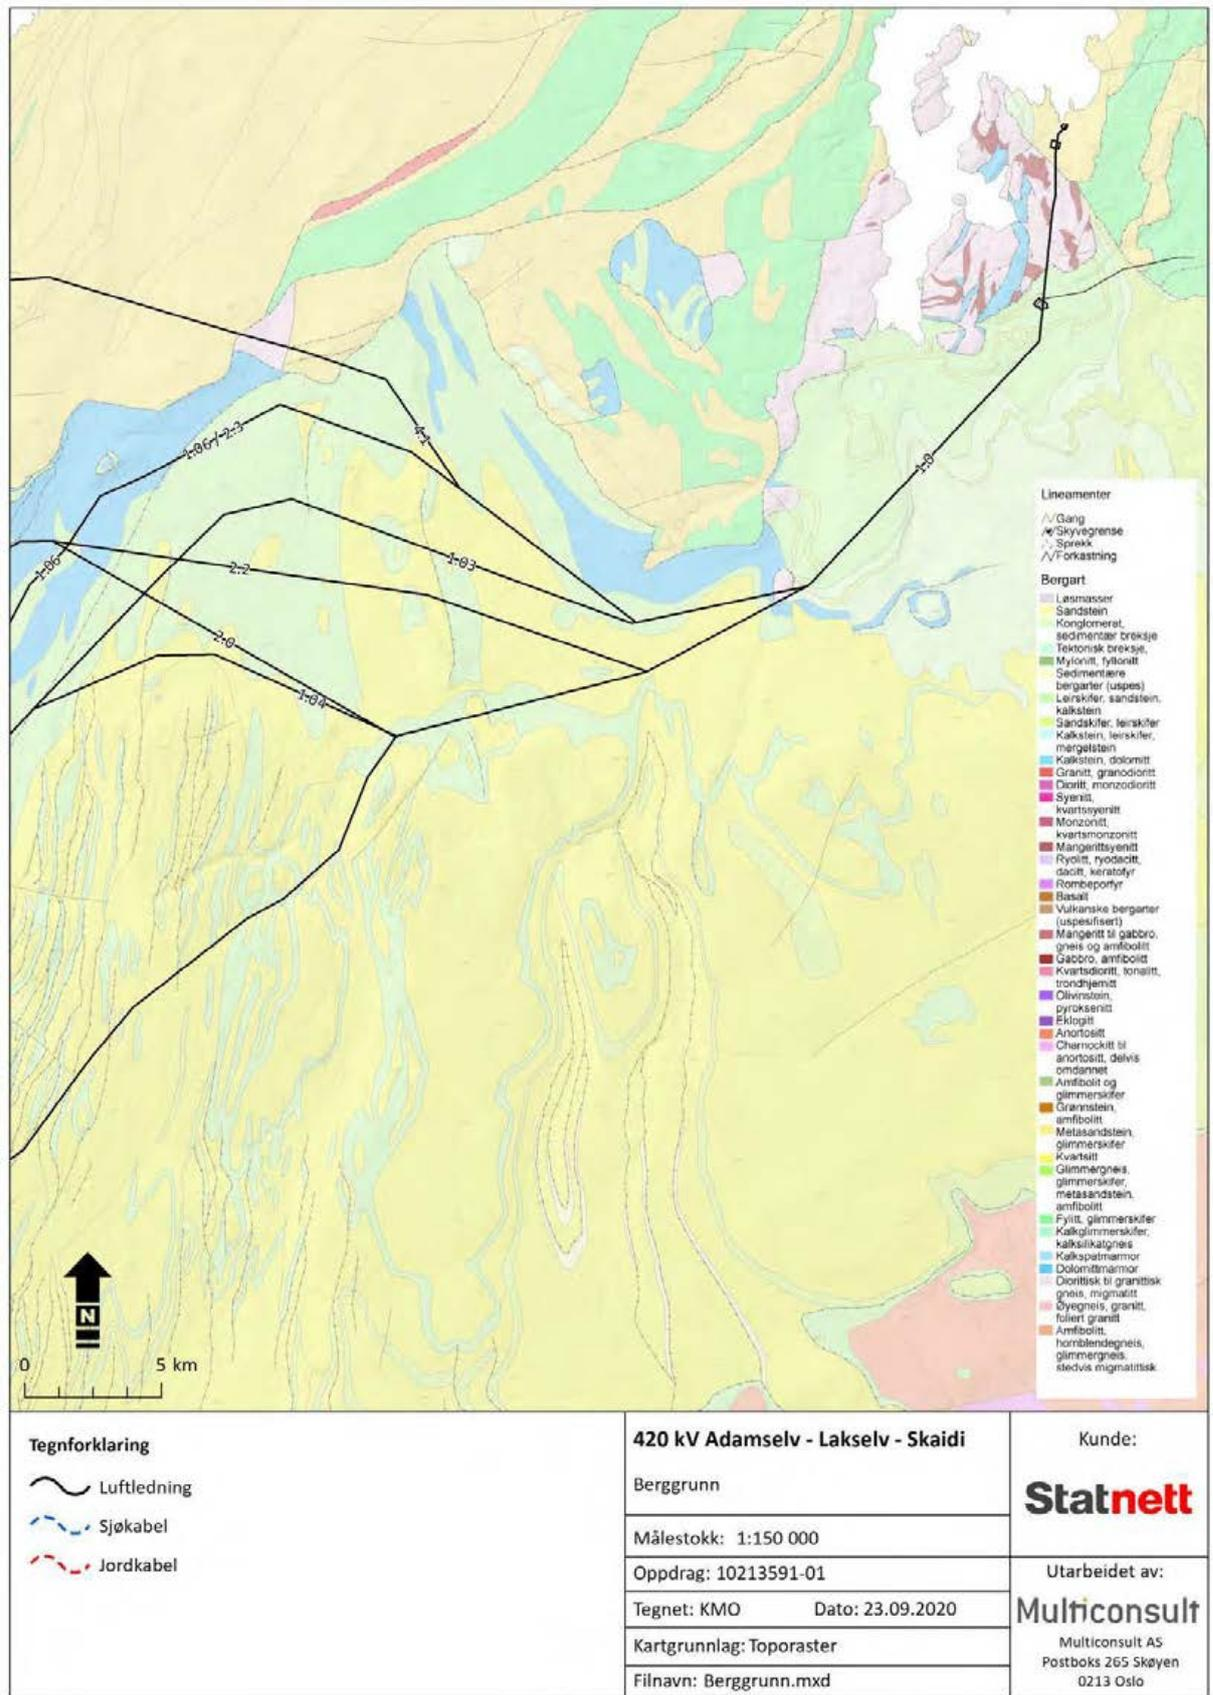 4.1
1.06 / 2.3
1.0
1.03
2.2
1.06
2.0
1.04
Lineamenter
Gang
Skyvegrense
Sprekk
Forkastning
Bergart
Løsmasser
Sandstein
Konglomerat,
sedimentær breksje
Tektonisk breksje,
Mylonitt, fyllonitt
Sedimentære
bergarter (uspes)
Leirskifer, sandstein,
kalkstein
Sandskifer, leirskifer
Kalkstein, leirskifer,
mergelstein
Kalkstein, dolomitt
Granitt, granodioritt
Dioritt, monzodioritt
Syenitt,
kvartssyenitt
Monzonitt,
kvartsmonzonitt
Mangerittsyenitt
Ryolitt, ryodacitt,
dacitt, keratofyr
Rombeporfyr
Basalt
Vulkanske bergarter
(uspesifisert)
Mangeritt til gabbro,
gneis og amfibolitt
Gabbro, amfibolitt
Kvartsdioritt, tonalitt,
trondhjemitt
Olivinstein,
pyroksenitt
Eklogitt
Anortositt
Charnockitt til
anortositt, delvis
omdannet
Amfibolit og
glimmerskifer
Grønnstein,
amfibolitt
Metasandstein,
glimmerskifer
Kvartsitt
Glimmergneis,
glimmerskifer,
metasandstein,
amfibolitt
Fylitt, glimmerskifer
Kalkglimmerskifer,
kalksilikatgneis
Kalkspatmarmor
Dolomittmarmor
Diorittisk til granittisk
gneis, migmatitt
Øyegneis, granitt,
foliert granitt
Amfibolitt,
hornblendegneis,
glimmergneis,
stedvis migmatittisk
N
0 5 km
Tegnforklaring
Luftledning
Sjøkabel
Jordkabel
420 kV Adamselv - Lakselv - Skaidi
Berggrunn
Målestokk: 1:150 000
Oppdrag: 10213591-01
Tegnet: KMO Dato: 23.09.2020
Kartgrunnlag: Toporaster
Filnavn: Berggrunn.mxd
Kunde:
Statnett
Utarbeidet av:
Multiconsult
Multiconsult AS
Postboks 265 Skøyen
0213 Oslo